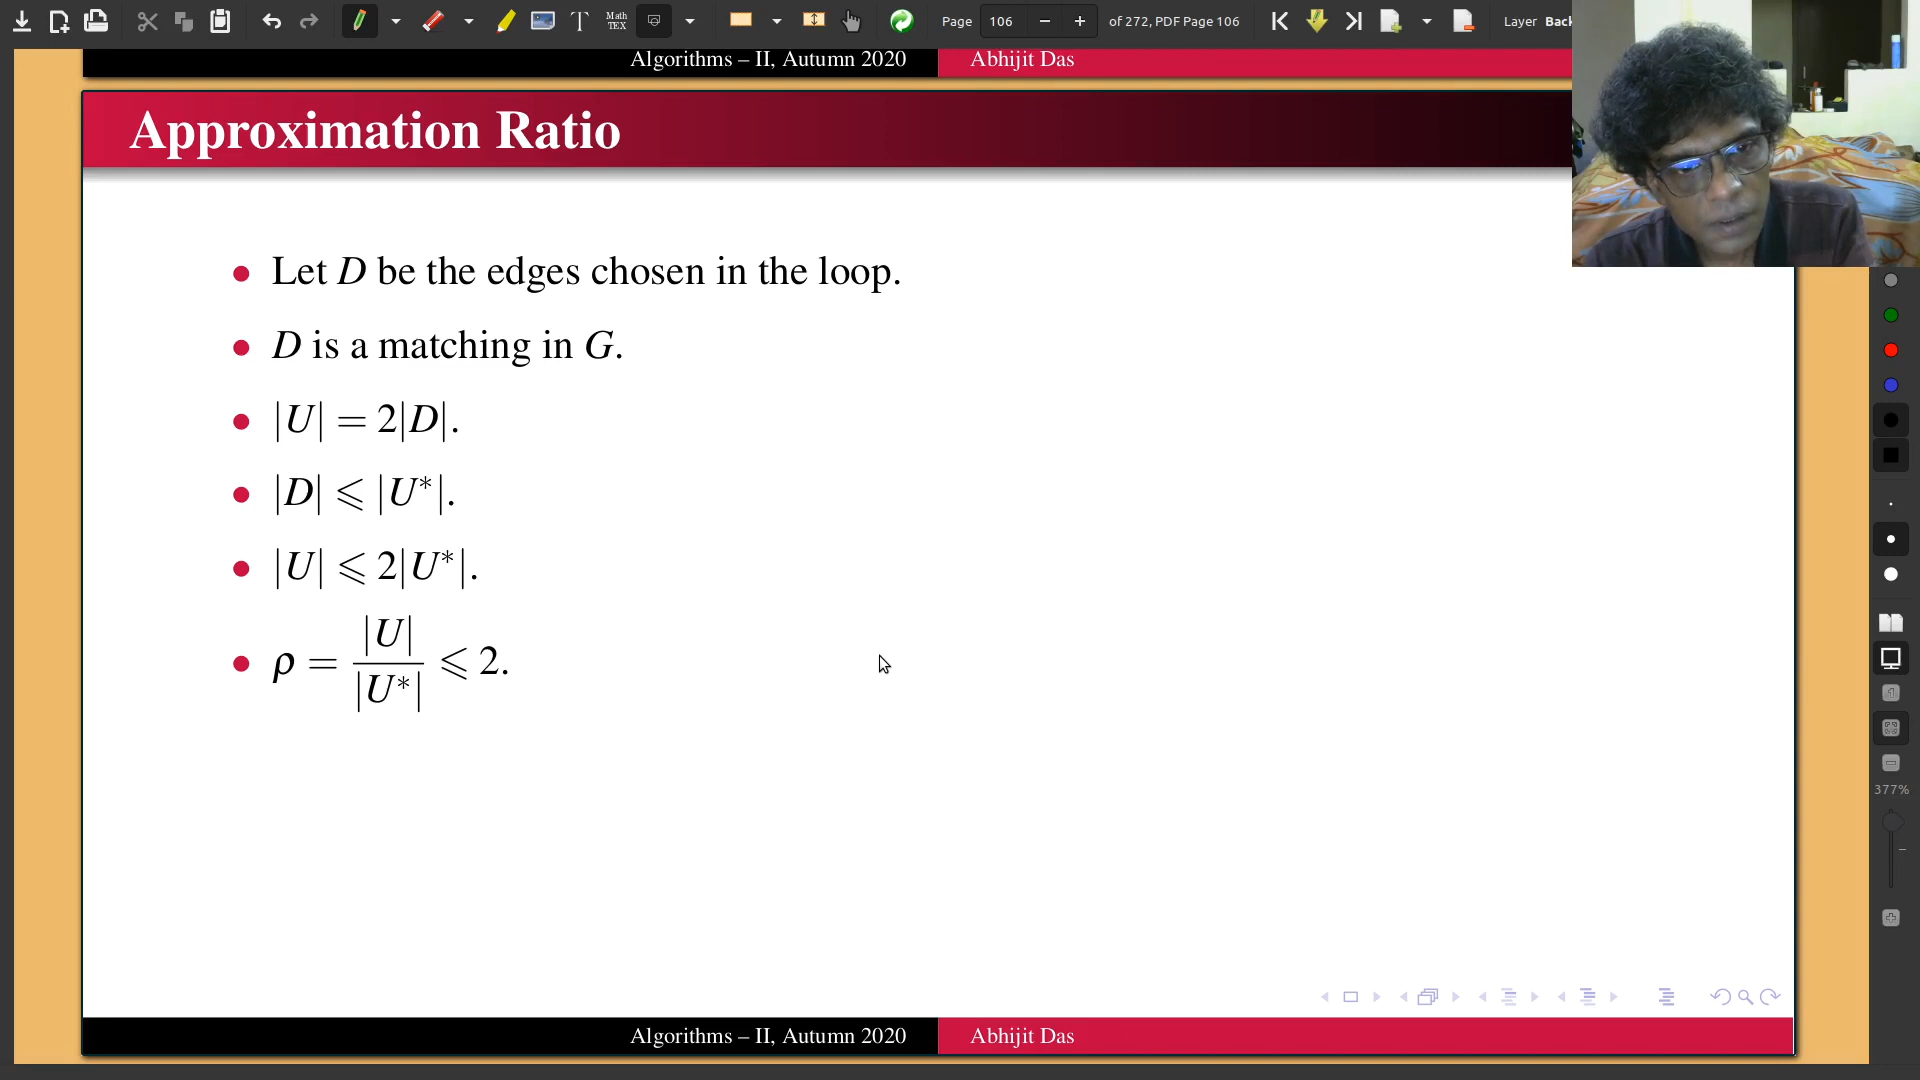 Math
TEX
Page 106 of 272, PDF Page 106
Layer Back
Algorithms – II, Autumn 2020 Abhijit Das
Approximation Ratio
• Let D be the edges chosen in the loop.
• D is a matching in G.
• |U| = 2|D|.
• |D| ⩽ |U*|.
• |U| ⩽ 2|U*|.
• ρ = |U| / |U*| ⩽ 2.
377%
Algorithms – II, Autumn 2020 Abhijit Das